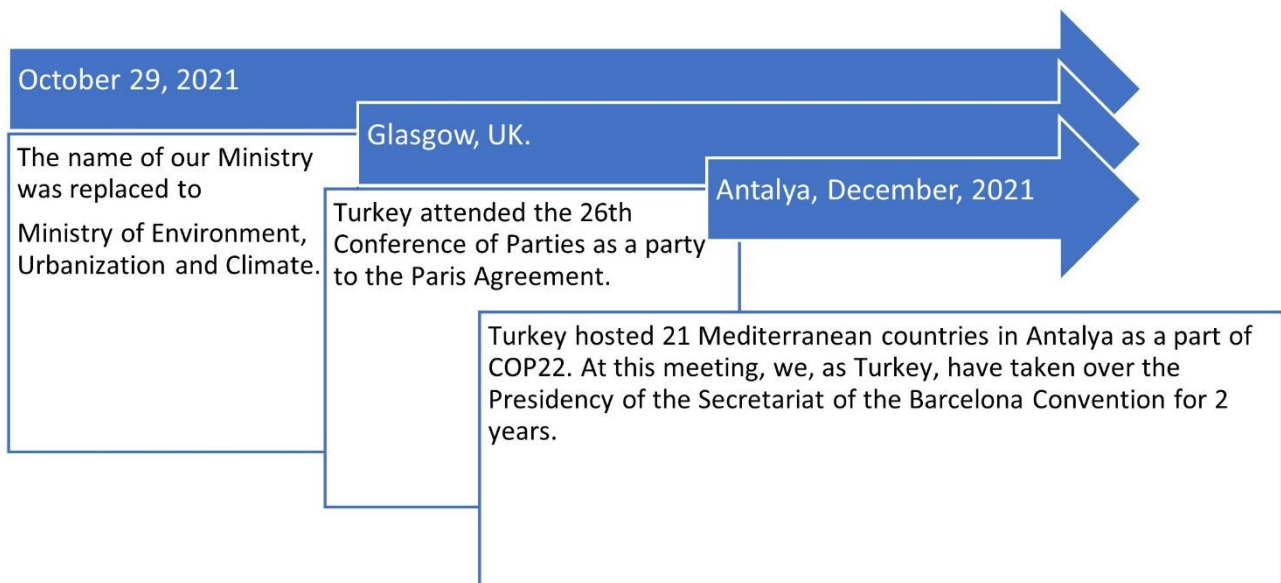 October 29, 2021
The name of our Ministry
was replaced to
Ministry of Environment,
Urbanization and Climate.
Glasgow, UK.
Turkey attended the 26th
Conference of Parties as a party
to the Paris Agreement.
Antalya, December, 2021
Turkey hosted 21 Mediterranean countries in Antalya as a part of
COP22. At this meeting, we, as Turkey, have taken over the
Presidency of the Secretariat of the Barcelona Convention for 2
years.